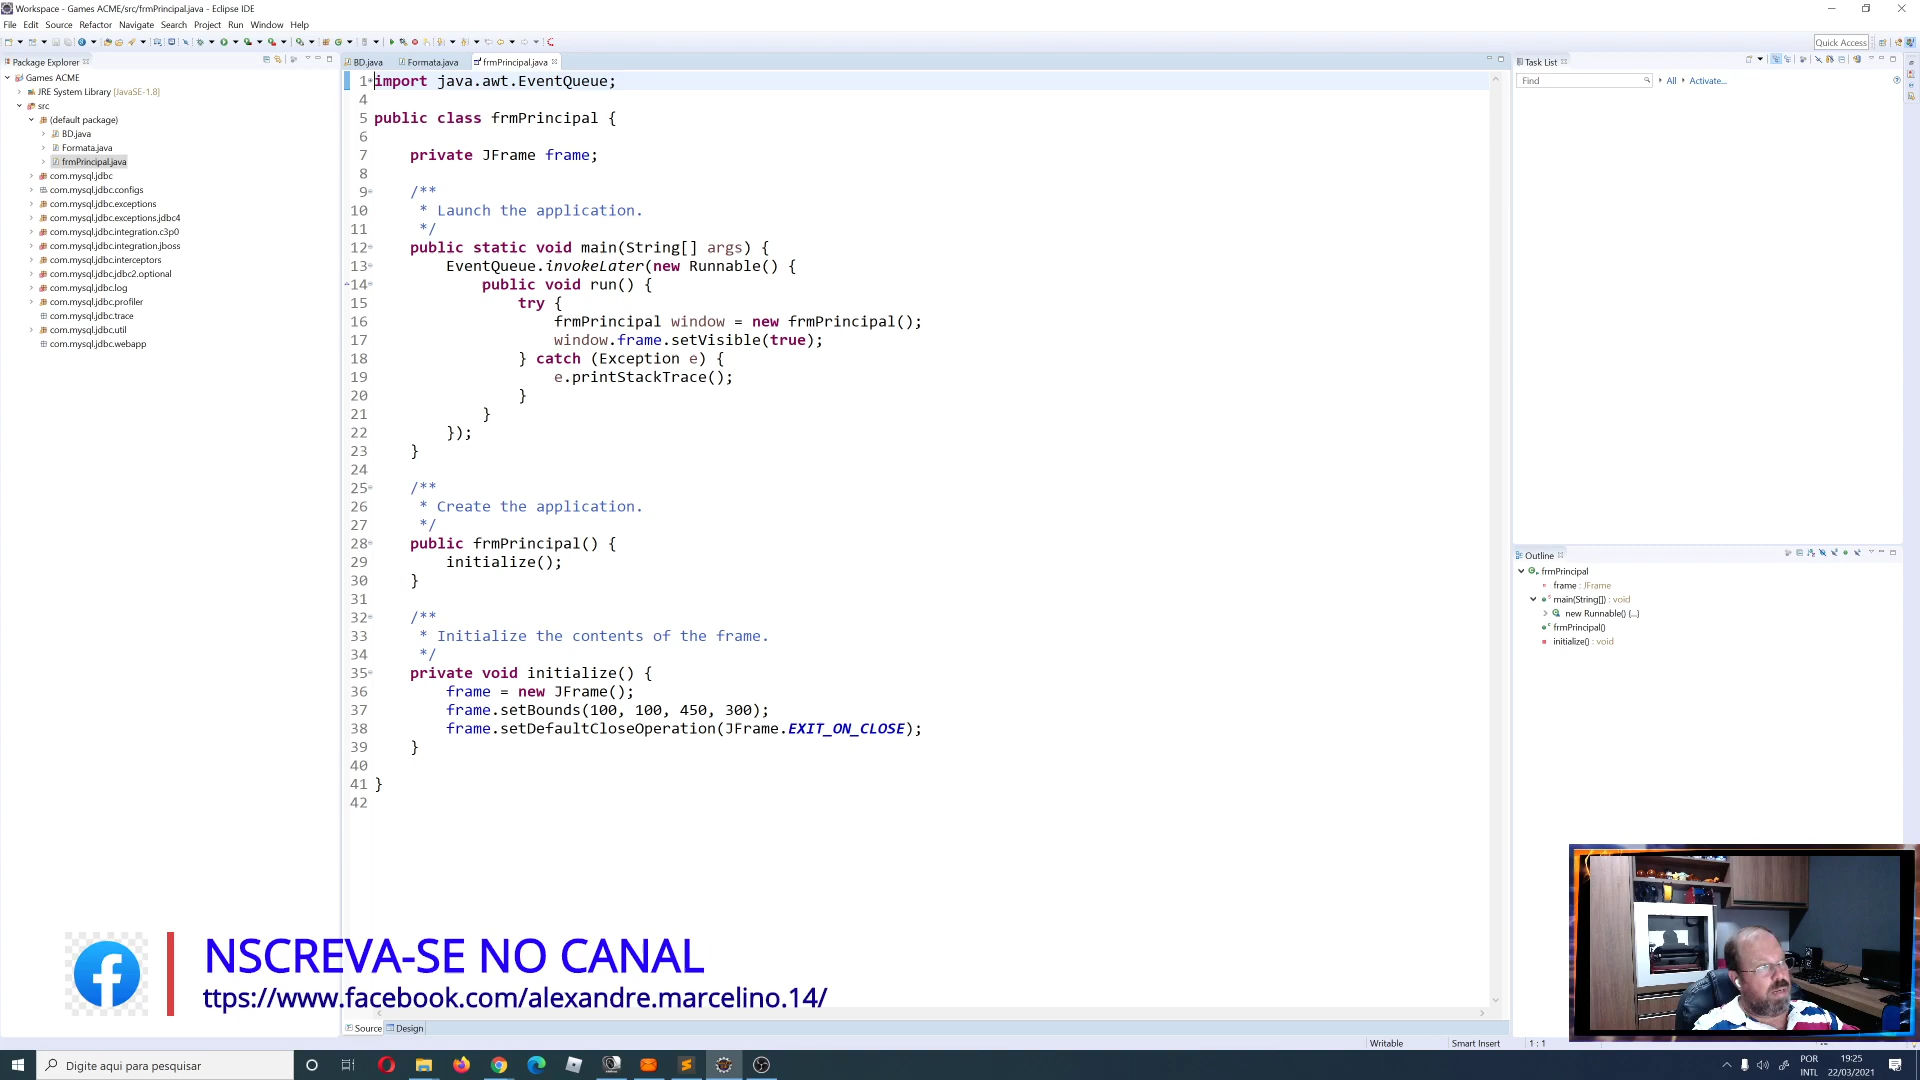 Workspace - Games ACME/src/frmPrincipal.java - Eclipse IDE
File Edit Source Refactor Navigate Search Project Run Window Help
Quick Access
Package Explorer
Games ACME
JRE System Library [JavaSE-1.8]
src
(default package)
BD.java
Formata.java
frmPrincipal.java
com.mysql.jdbc
com.mysql.jdbc.configs
com.mysql.jdbc.exceptions
com.mysql.jdbc.exceptions.jdbc4
com.mysql.jdbc.integration.c3p0
com.mysql.jdbc.integration.jboss
com.mysql.jdbc.interceptors
com.mysql.jdbc.jdbc2.optional
com.mysql.jdbc.log
com.mysql.jdbc.profiler
com.mysql.jdbc.trace
com.mysql.jdbc.util
com.mysql.jdbc.webapp
BD.java Formata.java frmPrincipal.java
1 import java.awt.EventQueue;
4
5 public class frmPrincipal {
6
7 private JFrame frame;
8
9 /**
10 * Launch the application.
11 */
12 public static void main(String[] args) {
13 EventQueue.invokeLater(new Runnable() {
14 public void run() {
15 try {
16 frmPrincipal window = new frmPrincipal();
17 window.frame.setVisible(true);
18 } catch (Exception e) {
19 e.printStackTrace();
20 }
21 }
22 });
23 }
24
25 /**
26 * Create the application.
27 */
28 public frmPrincipal() {
29 initialize();
30 }
31
32 /**
33 * Initialize the contents of the frame.
34 */
35 private void initialize() {
36 frame = new JFrame();
37 frame.setBounds(100, 100, 450, 300);
38 frame.setDefaultCloseOperation(JFrame.EXIT_ON_CLOSE);
39 }
40
41 }
42
Source Design
Task List
Find All Activate...
Outline
frmPrincipal
frame : JFrame
main(String[]) : void
new Runnable() {...}
frmPrincipal()
initialize() : void
NSCREVA-SE NO CANAL
ttps://www.facebook.com/alexandre.marcelino.14/
Writable Smart Insert 1 : 1
Digite aqui para pesquisar
POR
INTL
19:25
22/03/2021